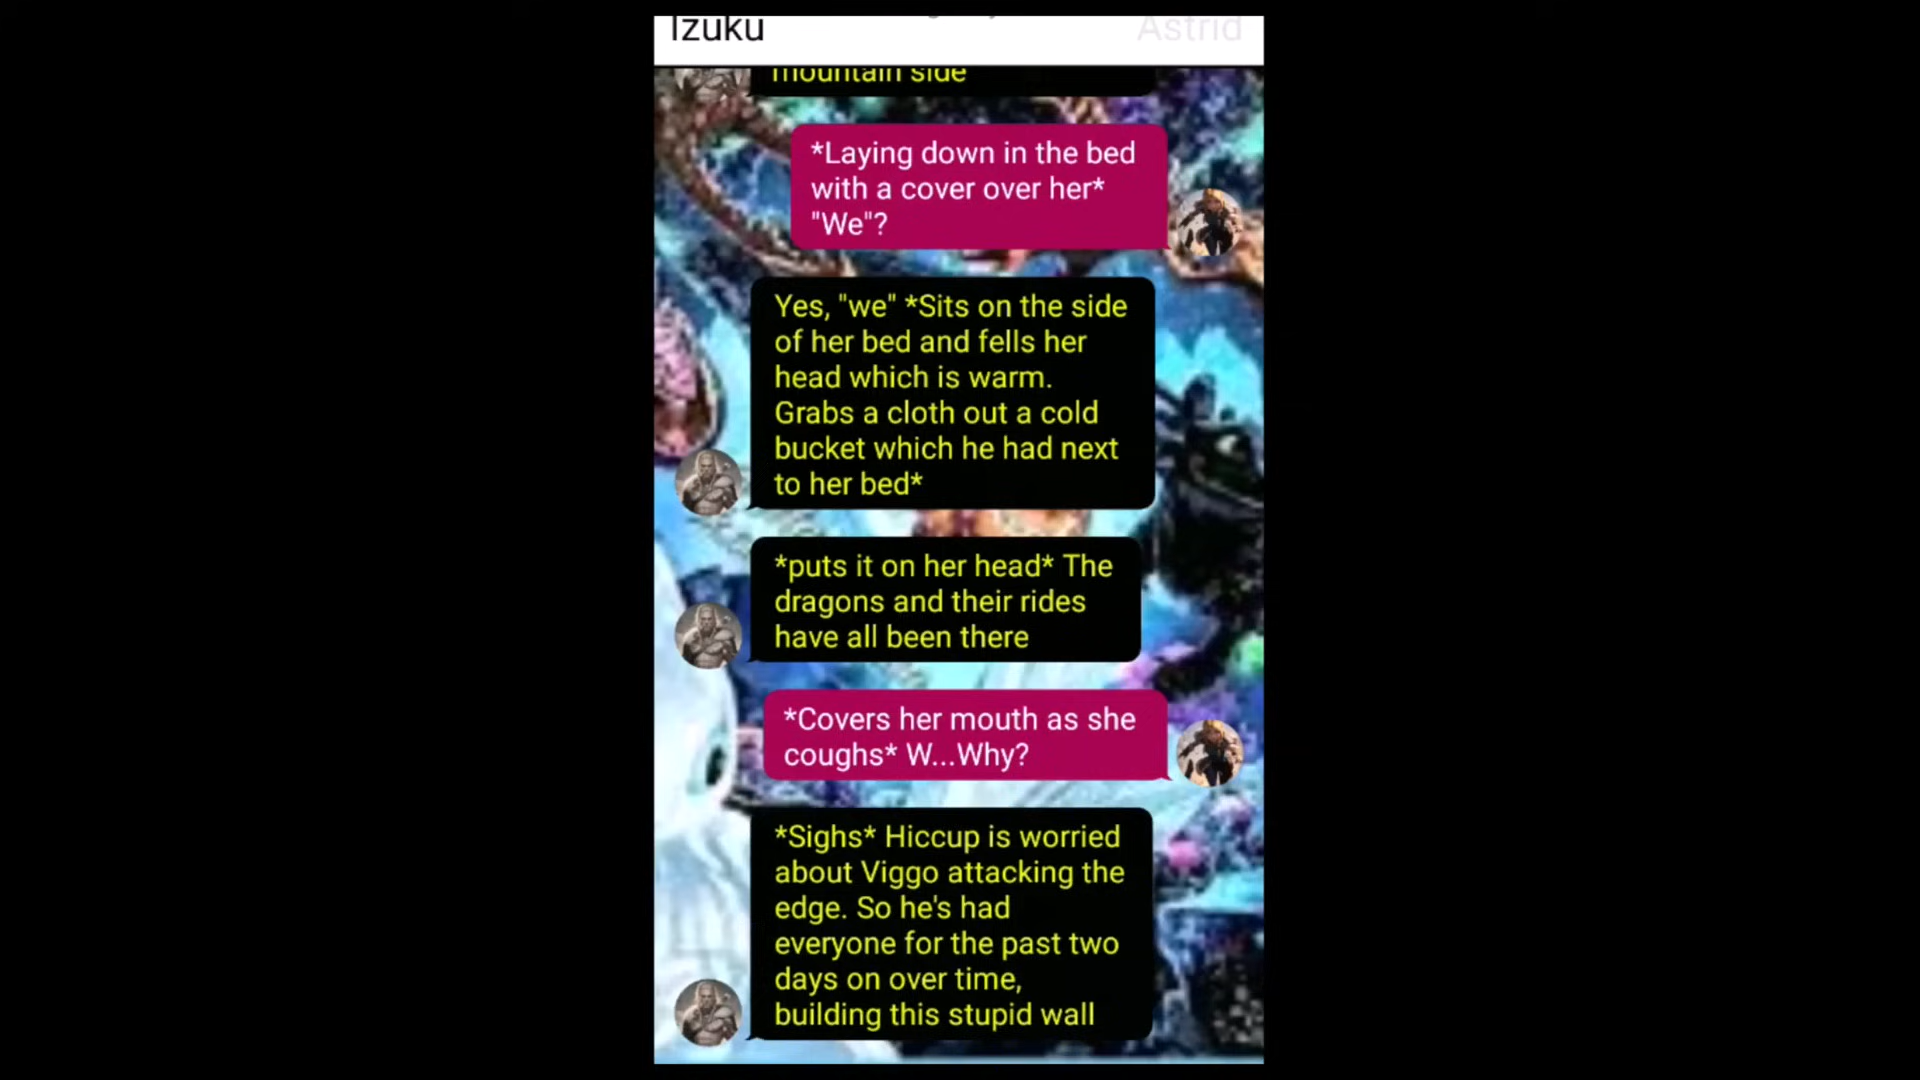 Izuku
Astrid
mountain side
*Laying down in the bed
with a cover over her*
"We"?
Yes, "we" *Sits on the side
of her bed and fells her
head which is warm.
Grabs a cloth out a cold
bucket which he had next
to her bed*
*puts it on her head* The
dragons and their rides
have all been there
*Covers her mouth as she
coughs* W...Why?
*Sighs* Hiccup is worried
about Viggo attacking the
edge. So he's had
everyone for the past two
days on over time,
building this stupid wall